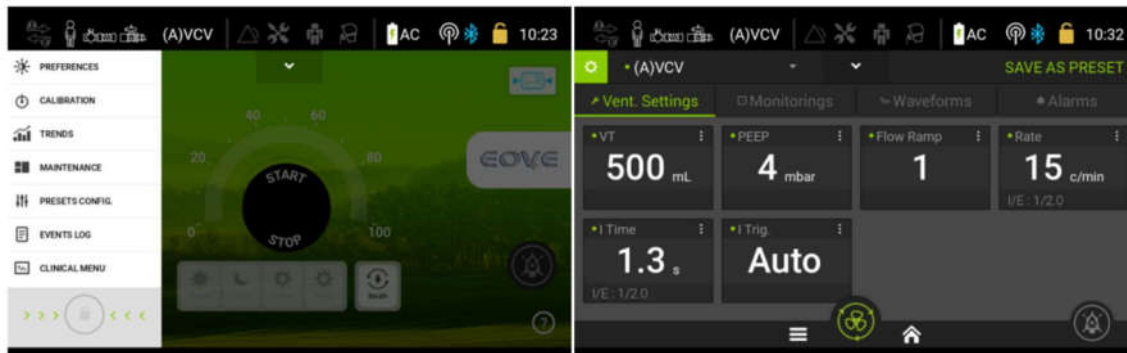 (A)VCV AC 10:23
PREFERENCES
CALIBRATION
TRENDS
MAINTENANCE
PRESETS CONFIG.
EVENTS LOG
CLINICAL MENU
> > > < < <
40 60
20 80
0 100
START
STOP
EOVE
?
(A)VCV AC 10:32
(A)VCV SAVE AS PRESET
Vent. Settings Monitorings Waveforms Alarms
VT PEEP Flow Ramp Rate
500 mL 4 mbar 1 15 c/min
I/E : 1/2.0
I Time I Trig.
1.3 s Auto
I/E : 1/2.0